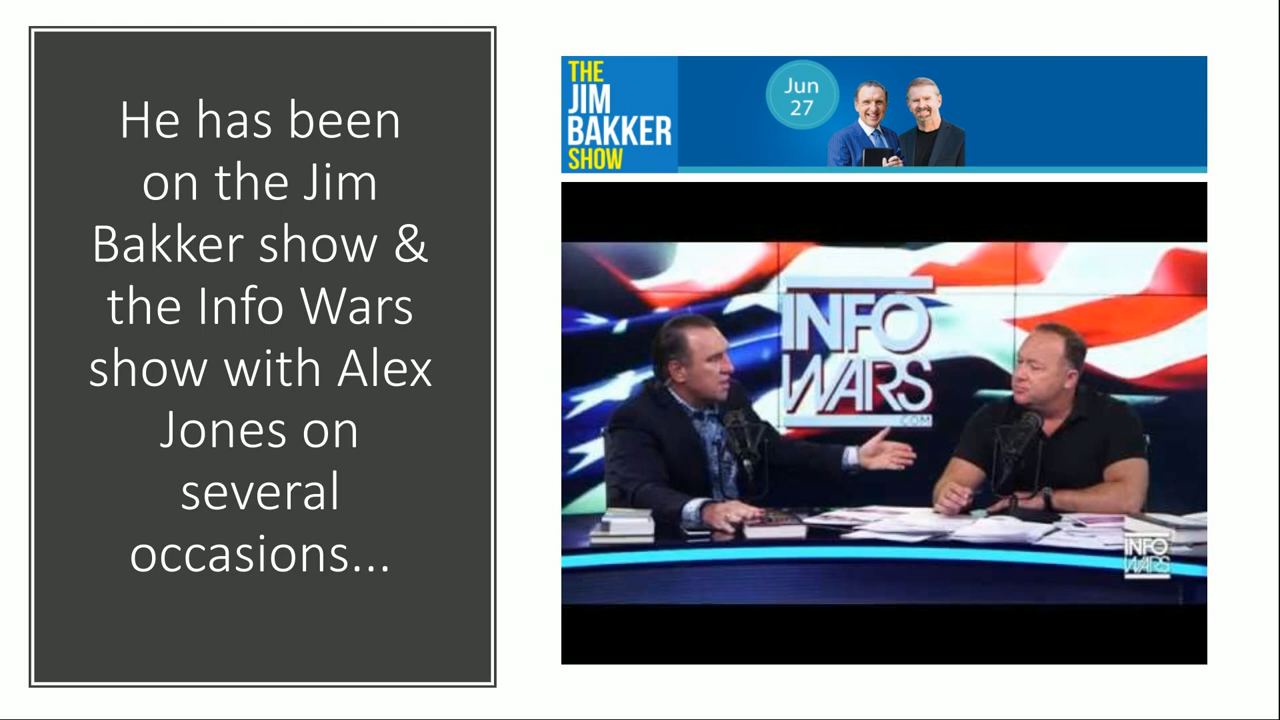 He has been
on the Jim
Bakker show &
the Info Wars
show with Alex
Jones on
several
occasions...
THE
JIM
BAKKER
SHOW
Jun
27
INFO
WARS
.COM
INFO
WARS